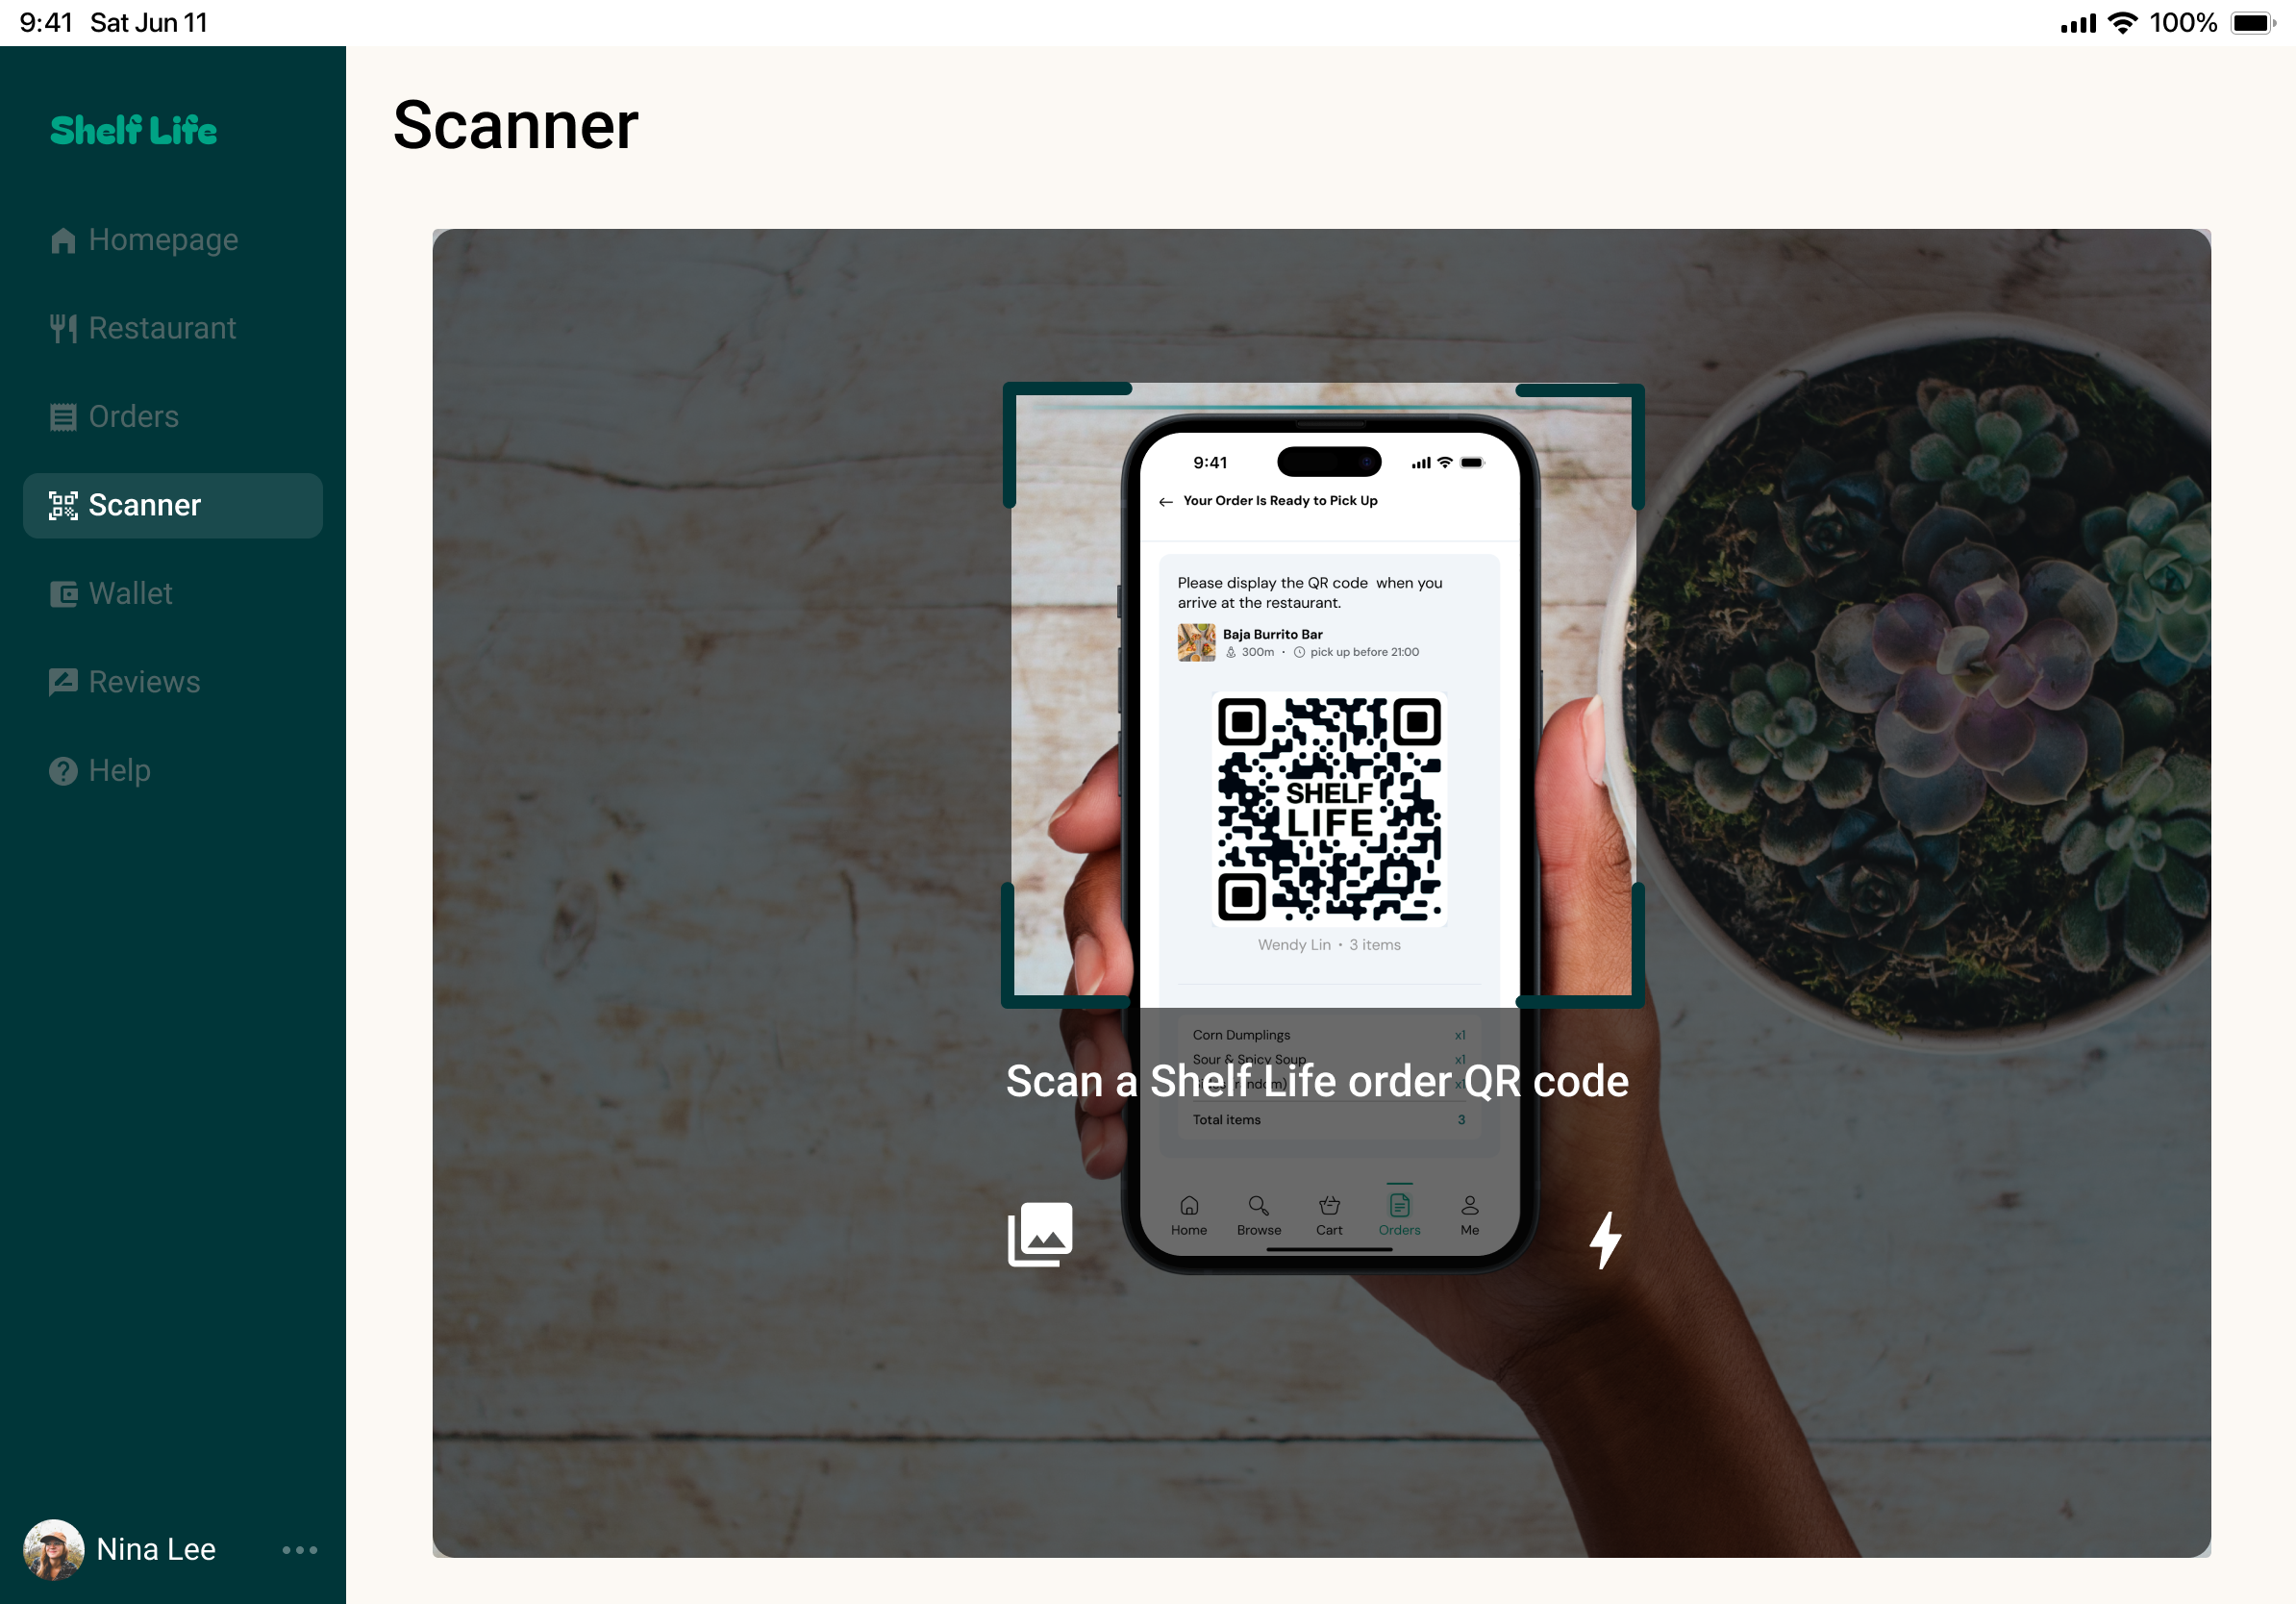 9:41 Sat Jun 11
100%
Shelf Life
Homepage
Restaurant
Orders
Scanner
Wallet
Reviews
Help
Nina Lee
Scanner
9:41
Your Order Is Ready to Pick Up
Please display the QR code when you
arrive at the restaurant.
Baja Burrito Bar
300m • pick up before 21:00
SHELF
LIFE
Wendy Lin • 3 items
Corn Dumplings x1
Sour & Spicy Soup x1
Scan a Shelf Life order QR code
Total items 3
Home Browse Cart Orders Me